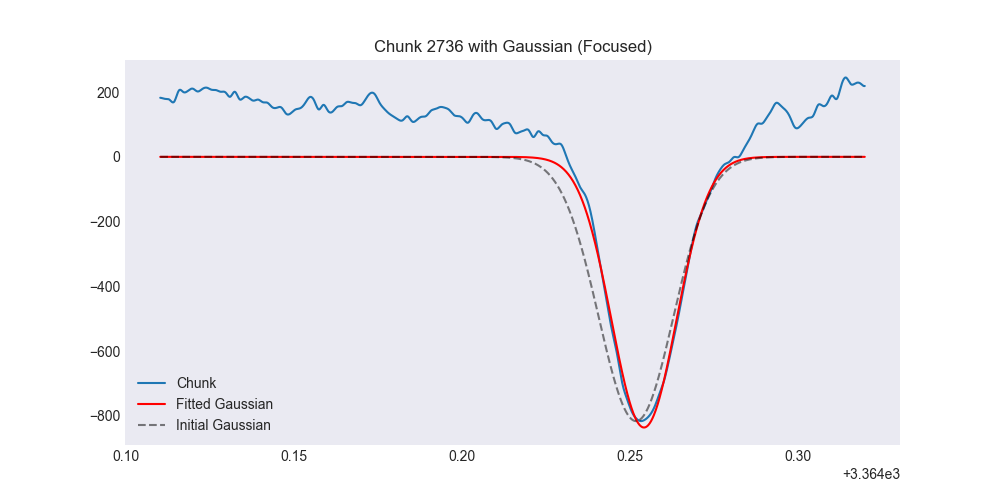 Chunk 2736 with Gaussian (Focused)
200
0
−200
−400
−600
−800
Chunk
Fitted Gaussian
Initial Gaussian
0.10 0.15 0.20 0.25 0.30
+3.364e3